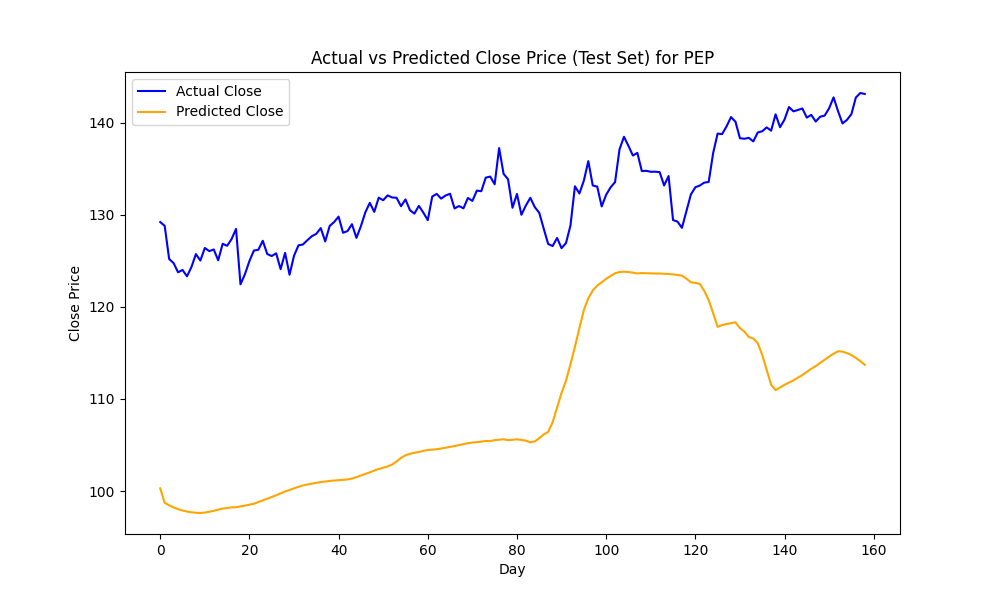 Actual vs Predicted Close Price (Test Set) for PEP
Actual Close
Predicted Close
Close Price
140
130
120
110
100
0 20 40 60 80 100 120 140 160
Day